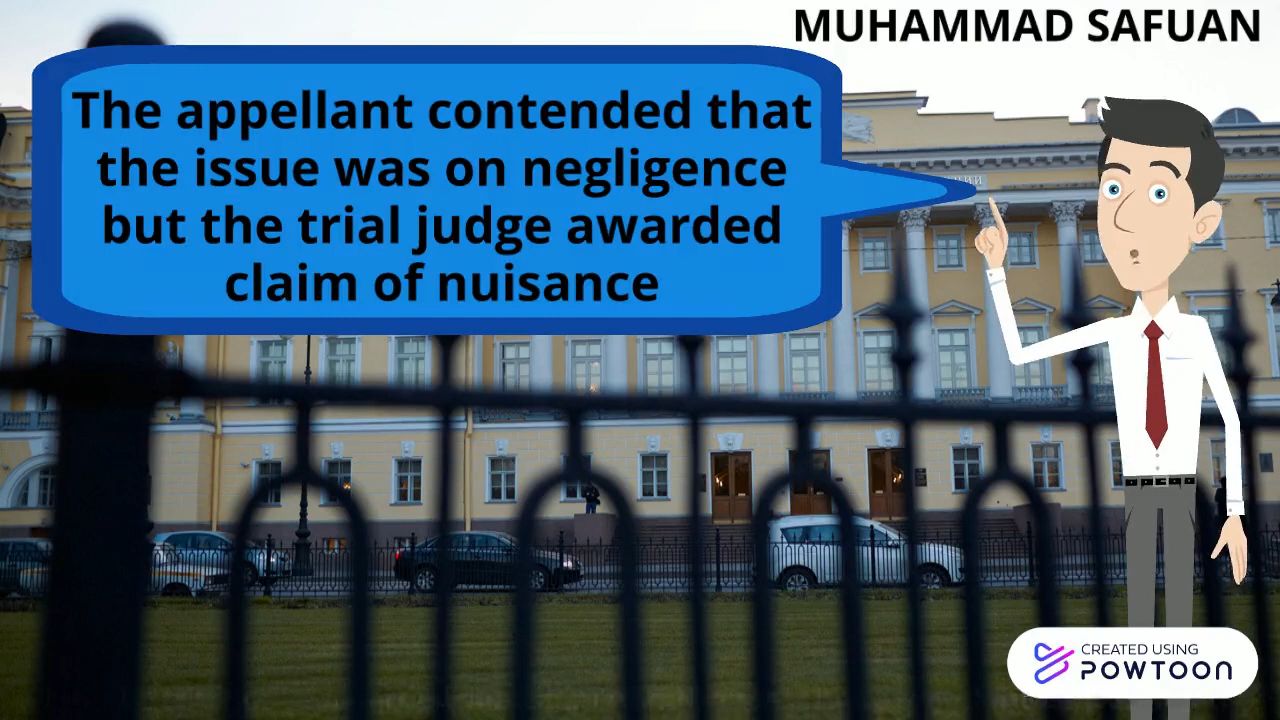 MUHAMMAD SAFUAN
The appellant contended that
the issue was on negligence
but the trial judge awarded
claim of nuisance
CREATED USING
POWTOON